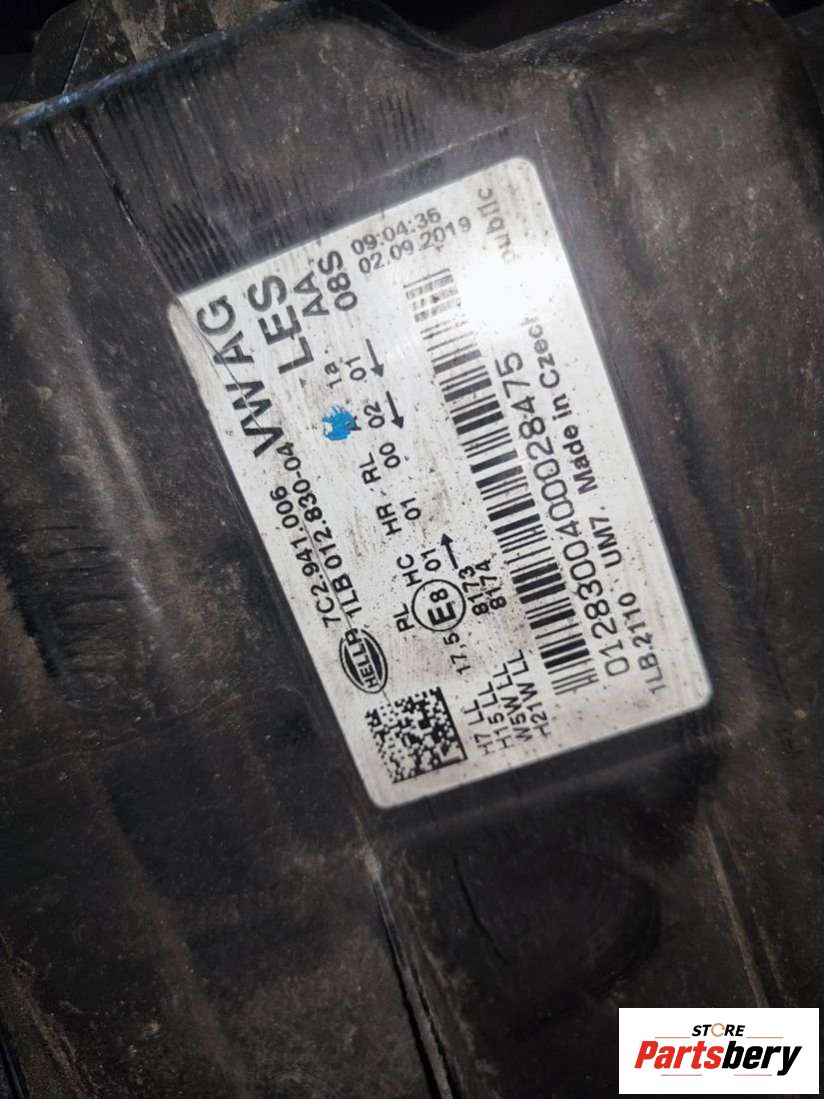 7C2.941.006 VW AG
HELLA 1LB 012.830-04 LES
A 1a. AA
RL HC HR RL 08S
E8 01 01 00 02 01 09:04:36
17,5 02.09.2019
8173
8174
H7 LL
H15 LL
W5W LL
H21W LL
01283004000028475
1LB.2110 UM7. Made in Czech public
STORE
Partsbery